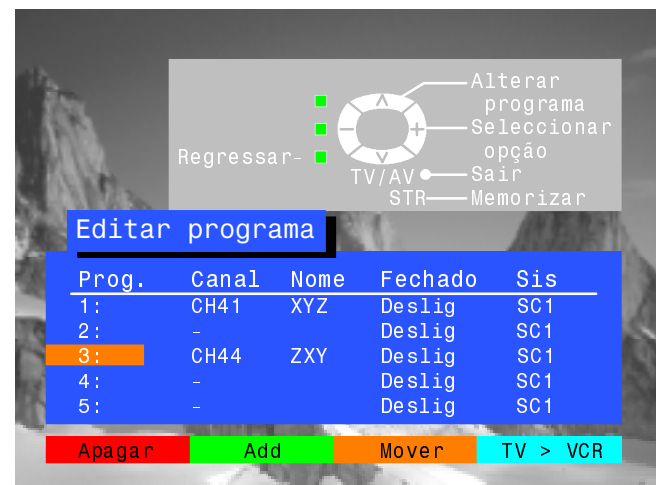 Alterar
programa
Seleccionar
opção
Regressar-
TV/AV Sair
STR Memorizar
Editar programa
Prog. Canal Nome Fechado Sis
1: CH41 XYZ Deslig SC1
2: - Deslig SC1
3: CH44 ZXY Deslig SC1
4: - Deslig SC1
5: - Deslig SC1
Apagar Add Mover TV > VCR